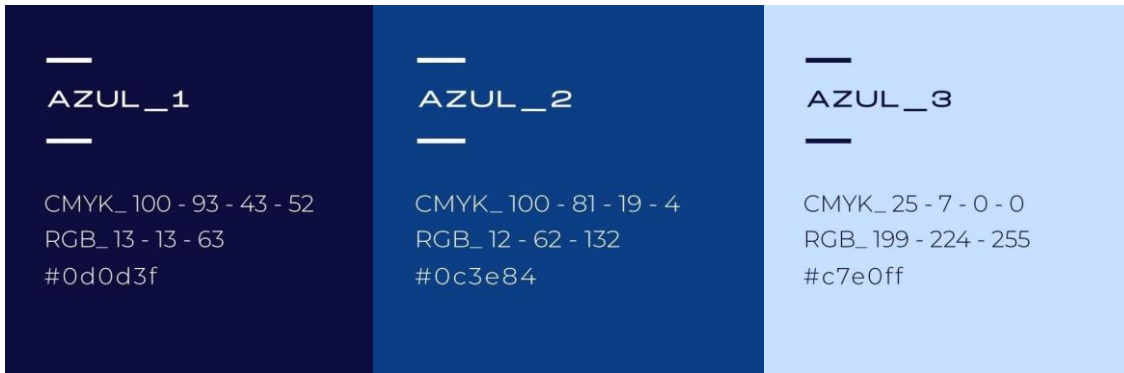 AZUL_1
CMYK_ 100 - 93 - 43 - 52
RGB_ 13 - 13 - 63
#0d0d3f
AZUL_2
CMYK_ 100 - 81 - 19 - 4
RGB_ 12 - 62 - 132
#0c3e84
AZUL_3
CMYK_ 25 - 7 - 0 - 0
RGB_ 199 - 224 - 255
#c7e0ff